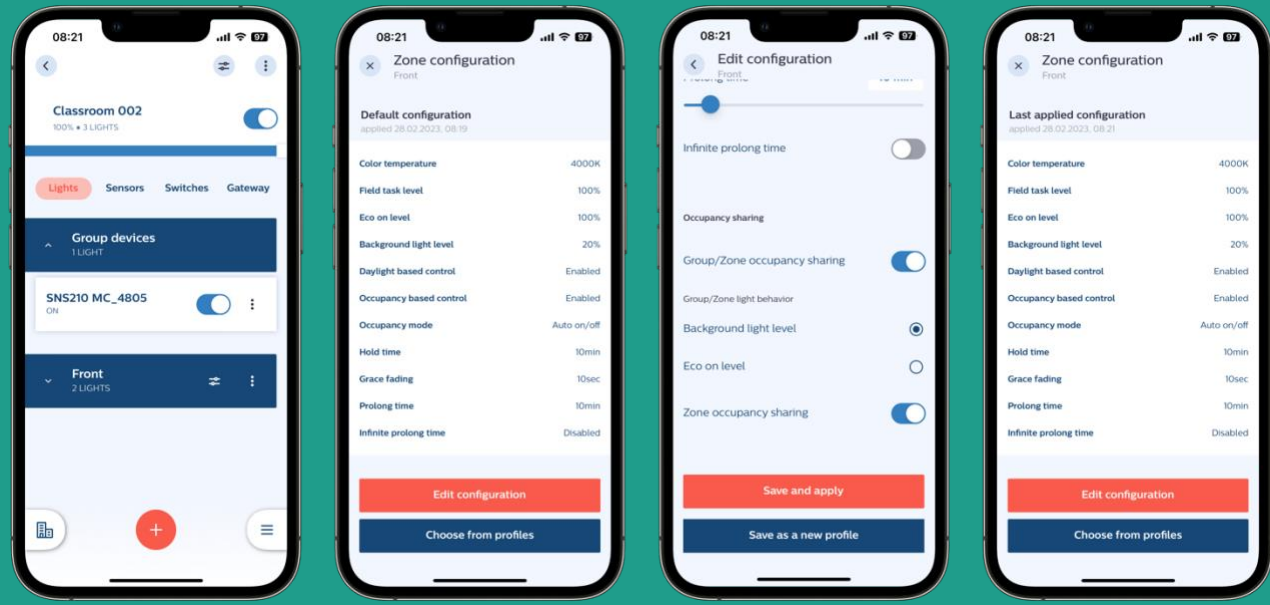 08:21
97
Classroom 002
100% • 3 LIGHTS
Lights Sensors Switches Gateway
Group devices
1 LIGHT
SNS210 MC_4805
ON
Front
2 LIGHTS
08:21
97
Zone configuration
Front
Default configuration
applied 28.02.2023, 08:19
Color temperature 4000K
Field task level 100%
Eco on level 100%
Background light level 20%
Daylight based control Enabled
Occupancy based control Enabled
Occupancy mode Auto on/off
Hold time 10min
Grace fading 10sec
Prolong time 10min
Infinite prolong time Disabled
Edit configuration
Choose from profiles
08:21
97
Edit configuration
Front
Prolong time 10 min
Infinite prolong time
Occupancy sharing
Group/Zone occupancy sharing
Group/Zone light behavior
Background light level
Eco on level
Zone occupancy sharing
Save and apply
Save as a new profile
08:21
97
Zone configuration
Front
Last applied configuration
applied 28.02.2023, 08:21
Color temperature 4000K
Field task level 100%
Eco on level 100%
Background light level 20%
Daylight based control Enabled
Occupancy based control Enabled
Occupancy mode Auto on/off
Hold time 10min
Grace fading 10sec
Prolong time 10min
Infinite prolong time Disabled
Edit configuration
Choose from profiles